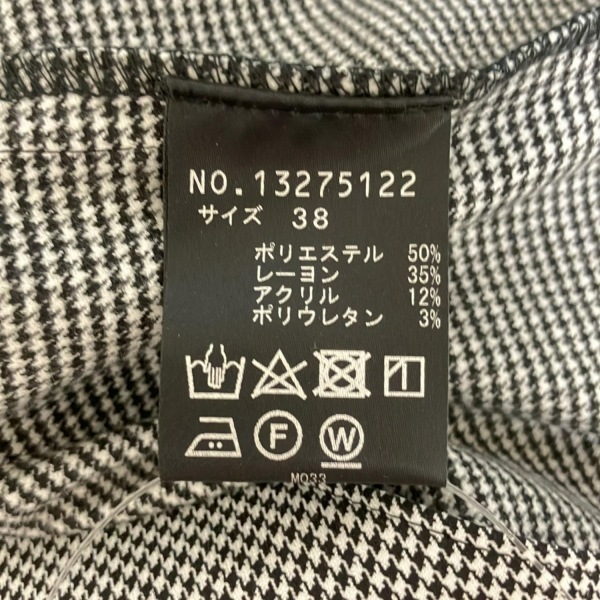 NO.13275122
サイズ 38
ポリエステル 50%
レーヨン 35%
アクリル 12%
ポリウレタン 3%
F W
MQ33